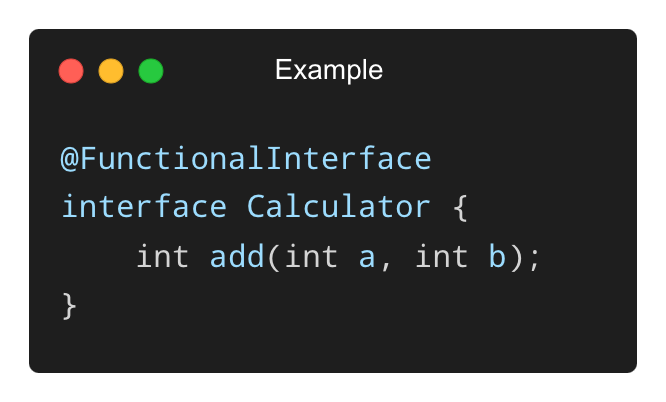 Example
@FunctionalInterface
interface Calculator {
    int add(int a, int b);
}